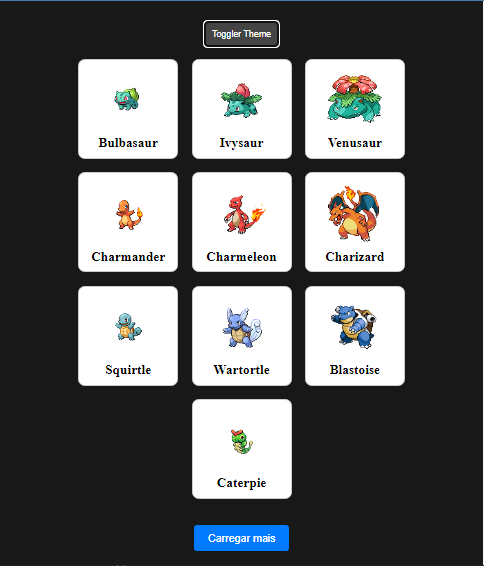 Toggler Theme
Bulbasaur
Ivysaur
Venusaur
Charmander
Charmeleon
Charizard
Squirtle
Wartortle
Blastoise
Caterpie
Carregar mais